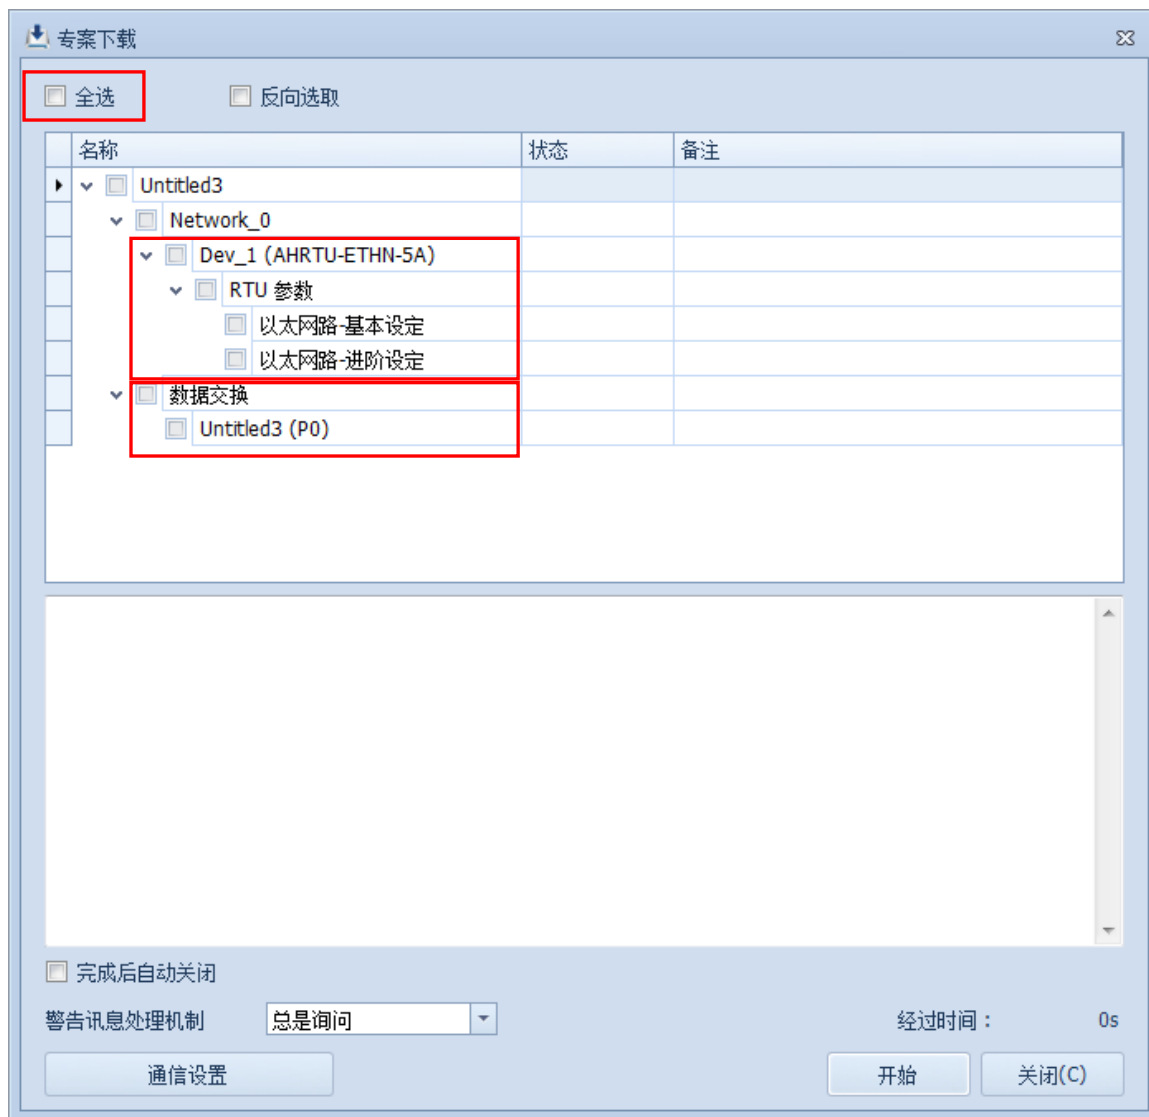 专案下载
全选 反向选取
名称 状态 备注
Untitled3
Network_0
Dev_1 (AHRTU-ETHN-5A)
RTU 参数
以太网路-基本设定
以太网路-进阶设定
数据交换
Untitled3 (P0)
完成后自动关闭
警告讯息处理机制 总是询问 经过时间： 0s
通信设置 开始 关闭(C)